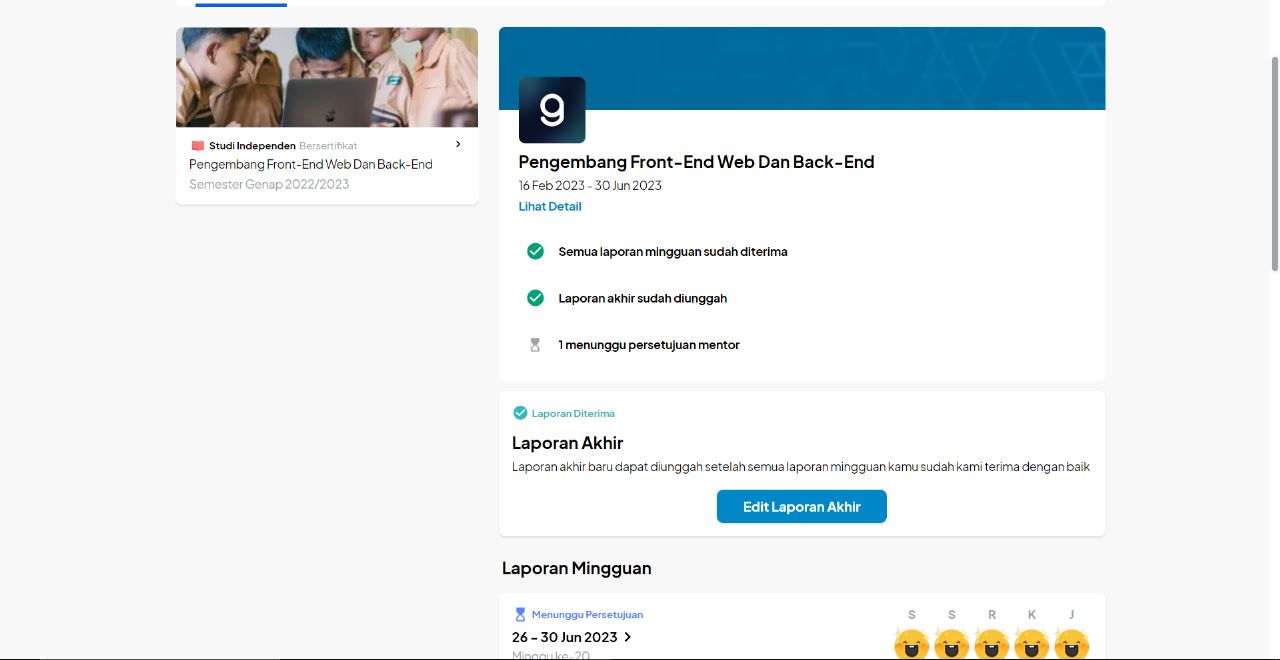 Studi Independen Bersertifikat
Pengembang Front-End Web Dan Back-End
Semester Genap 2022/2023
g
Pengembang Front-End Web Dan Back-End
16 Feb 2023 - 30 Jun 2023
Lihat Detail
Semua laporan mingguan sudah diterima
Laporan akhir sudah diunggah
1 menunggu persetujuan mentor
Laporan Diterima
Laporan Akhir
Laporan akhir baru dapat diunggah setelah semua laporan mingguan kamu sudah kami terima dengan baik
Edit Laporan Akhir
Laporan Mingguan
Menunggu Persetujuan
S S R K J
26 - 30 Jun 2023
Minggu ke-20